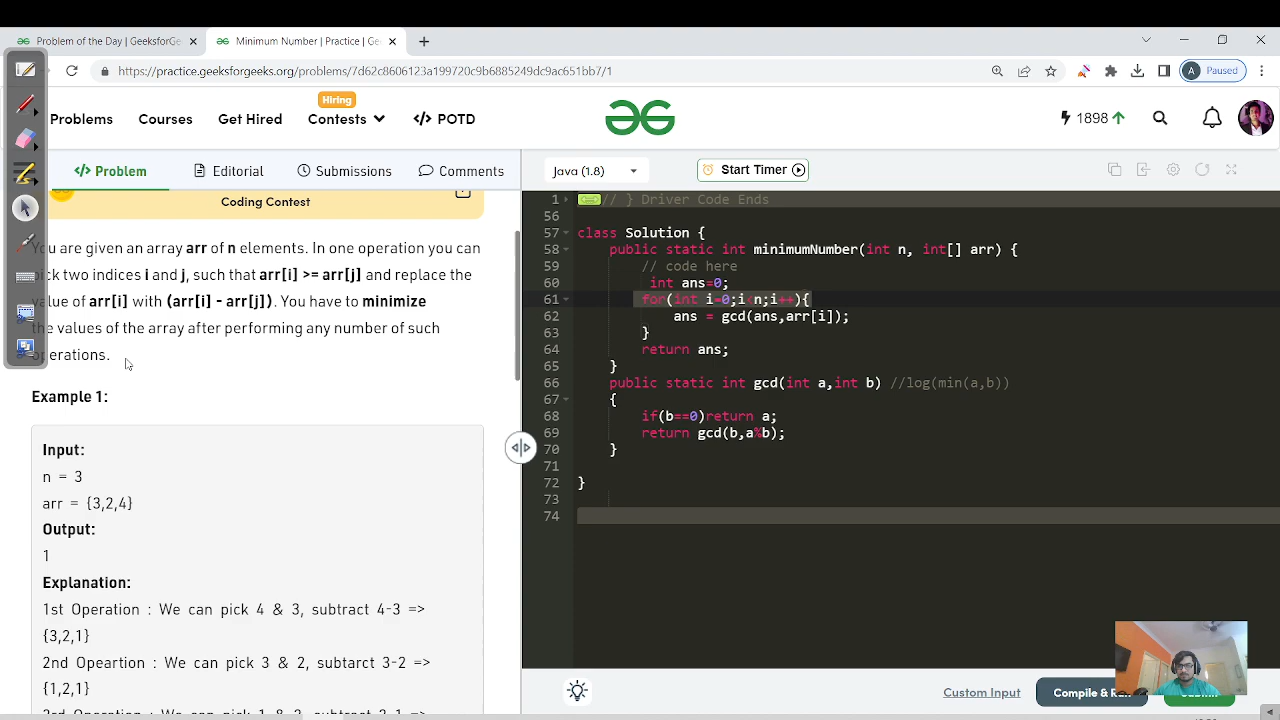 Problem of the Day | GeeksforGe
Minimum Number | Practice | Ge
https://practice.geeksforgeeks.org/problems/7d62c8606123a199720c9b885249dc9ac651bb7/1
A Paused
Hiring
Problems Courses Get Hired Contests </> POTD
1898
</> Problem Editorial Submissions Comments
Java (1.8) Start Timer
Coding Contest
You are given an array arr of n elements. In one operation you can
pick two indices i and j, such that arr[i] >= arr[j] and replace the
value of arr[i] with (arr[i] - arr[j]). You have to minimize
the values of the array after performing any number of such
operations.
Example 1:
Input:
n = 3
arr = {3,2,4}
Output:
1
Explanation:
1st Operation : We can pick 4 & 3, subtract 4-3 =>
{3,2,1}
2nd Opeartion : We can pick 3 & 2, subtarct 3-2 =>
{1,2,1}
1 // } Driver Code Ends
56
57 class Solution {
58 public static int minimumNumber(int n, int[] arr) {
59 // code here
60 int ans=0;
61 for(int i=0;i<n;i++){
62 ans = gcd(ans,arr[i]);
63 }
64 return ans;
65 }
66 public static int gcd(int a,int b) //log(min(a,b))
67 {
68 if(b==0)return a;
69 return gcd(b,a%b);
70 }
71
72 }
73
74
Custom Input Compile &